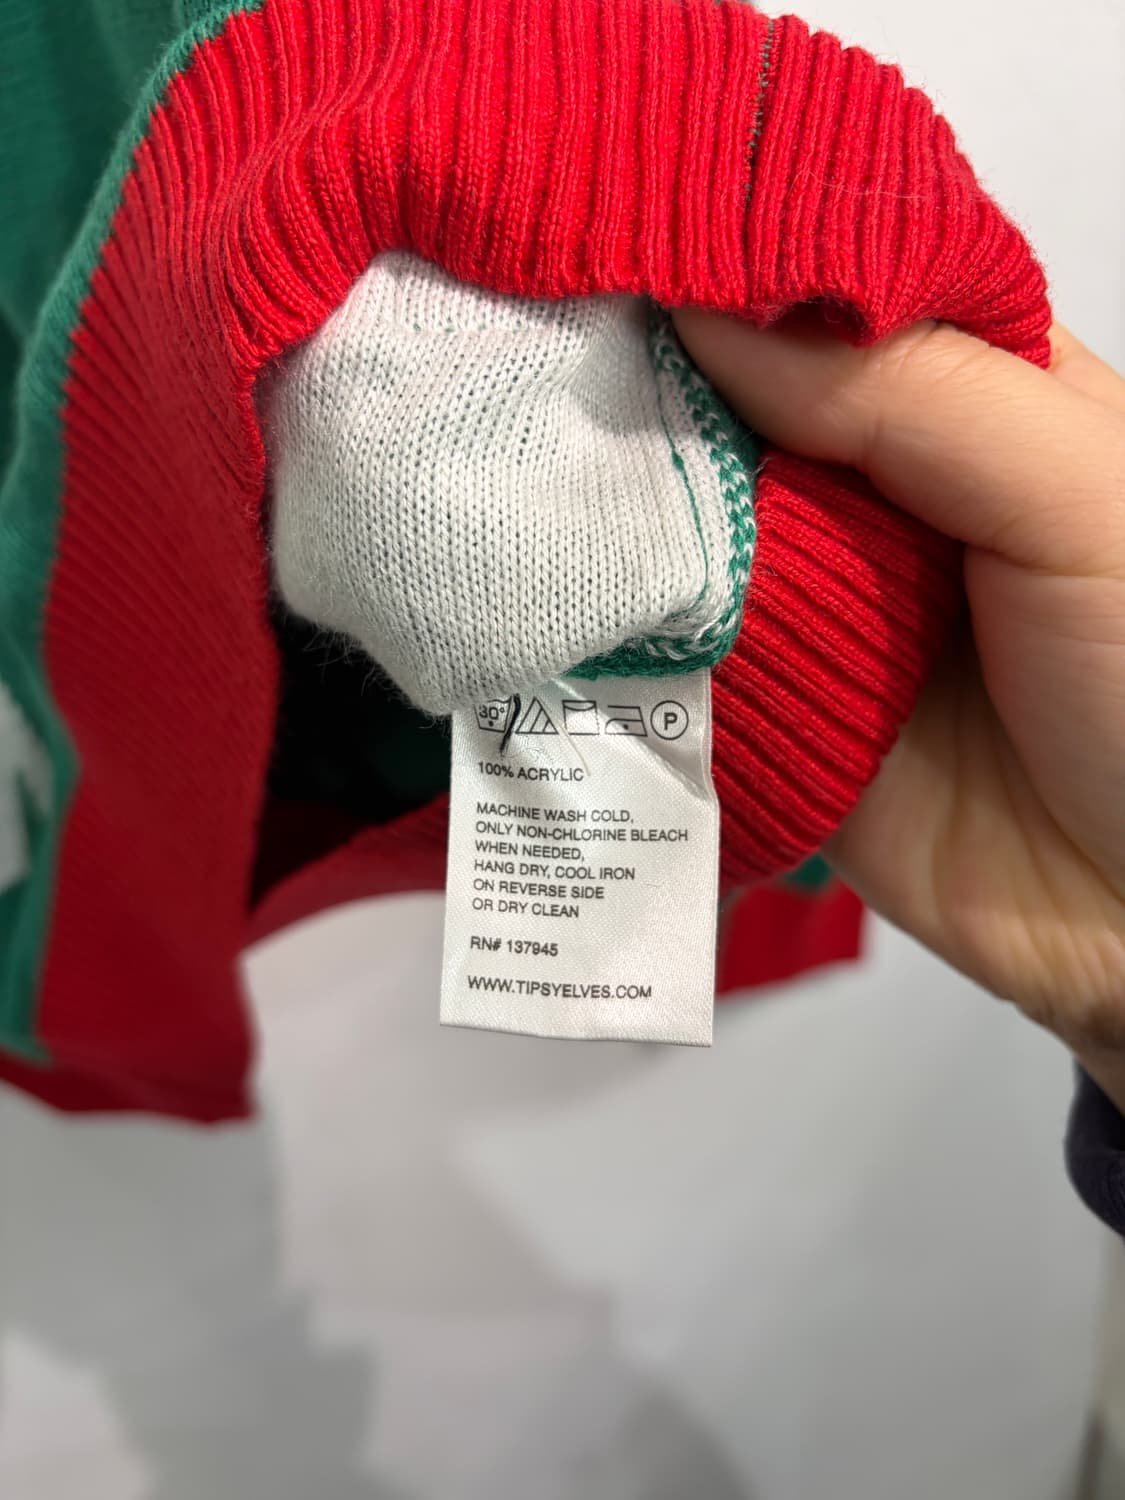 30° P
100% ACRYLIC
MACHINE WASH COLD,
ONLY NON-CHLORINE BLEACH
WHEN NEEDED,
HANG DRY, COOL IRON
ON REVERSE SIDE
OR DRY CLEAN
RN# 137945
WWW.TIPSYELVES.COM